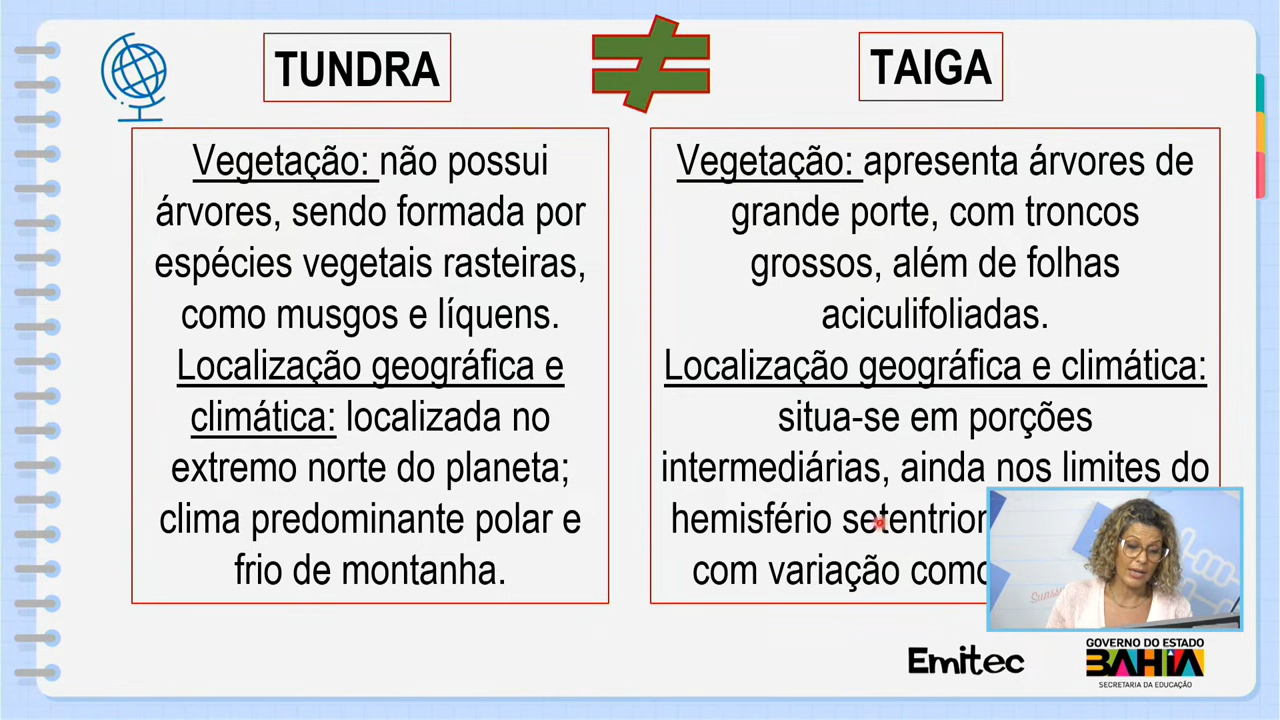 TUNDRA
TAIGA
Vegetação: não possui
árvores, sendo formada por
espécies vegetais rasteiras,
como musgos e líquens.
Localização geográfica e
climática: localizada no
extremo norte do planeta;
clima predominante polar e
frio de montanha.
Vegetação: apresenta árvores de
grande porte, com troncos
grossos, além de folhas
aciculifoliadas.
Localização geográfica e climática:
situa-se em porções
intermediárias, ainda nos limites do
hemisfério
com variação
Emitec
GOVERNO DO ESTADO
BAHIA
SECRETARIA DA EDUCAÇÃO